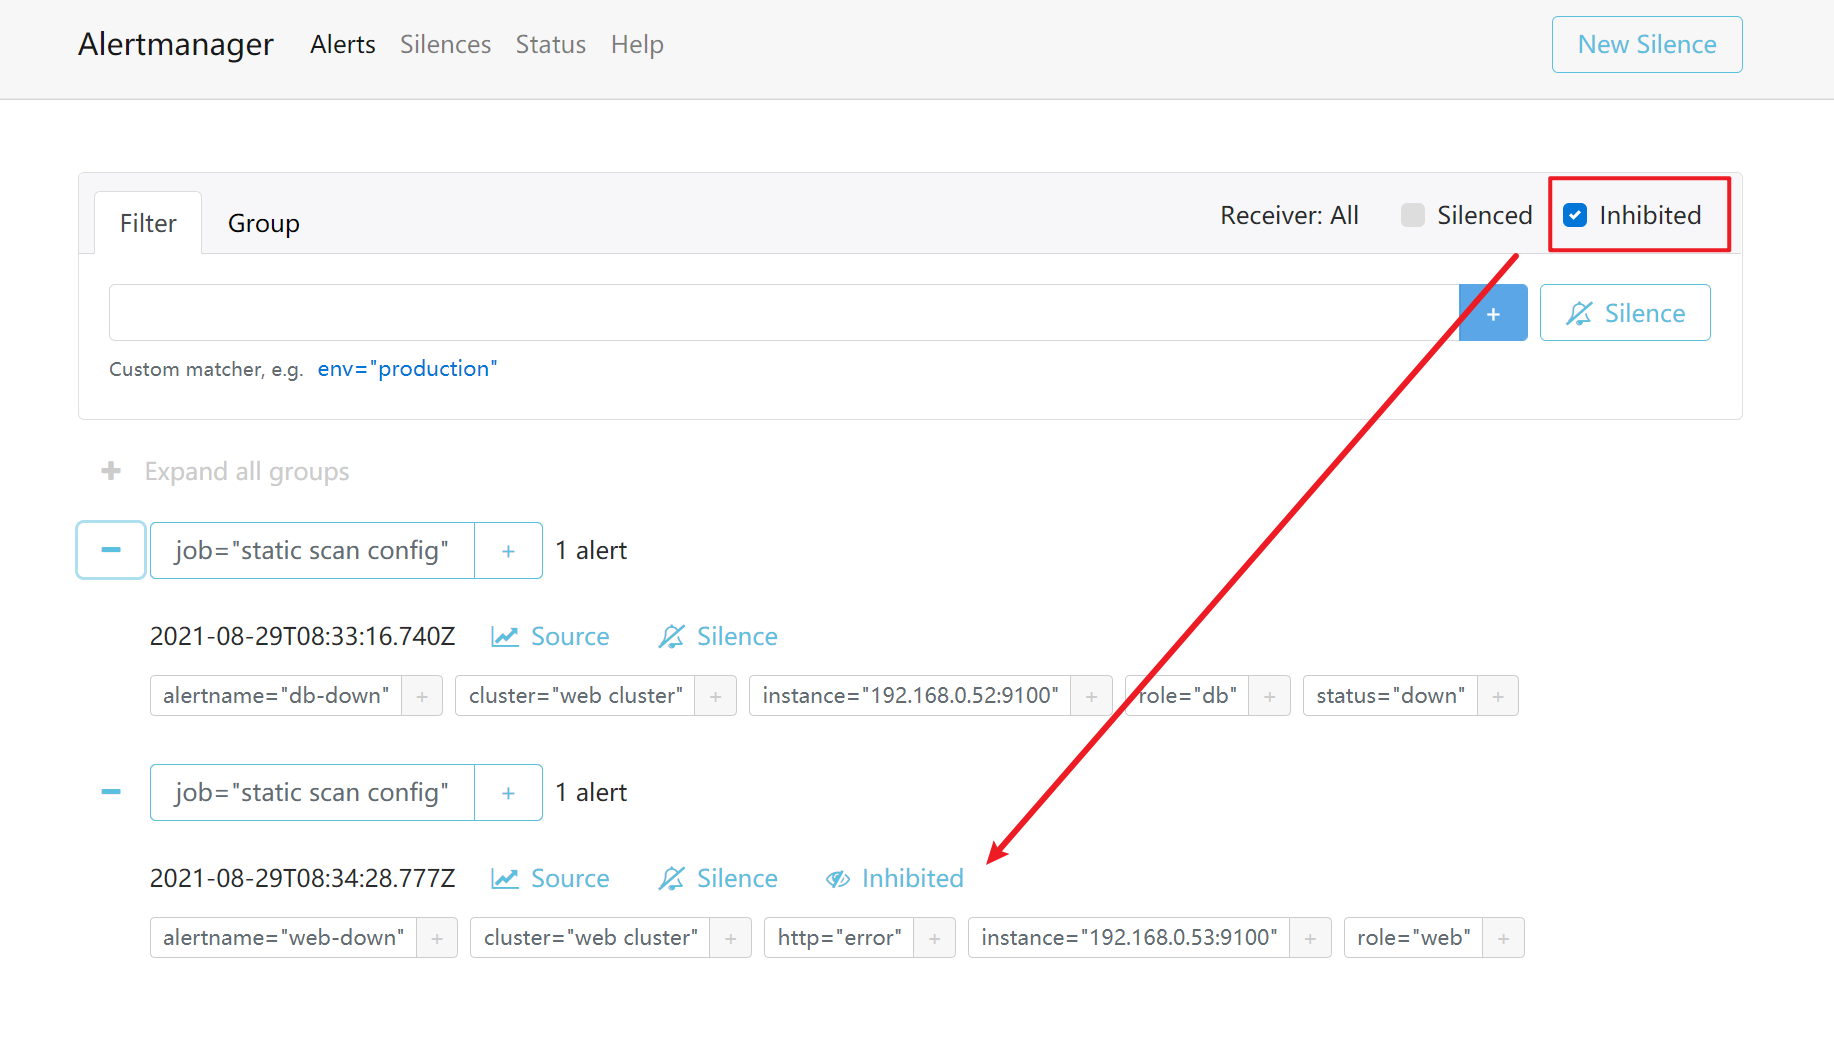 Alertmanager Alerts Silences Status Help New Silence
Filter Group Receiver: All Silenced Inhibited
+ Silence
Custom matcher, e.g. env="production"
+ Expand all groups
− job="static scan config" + 1 alert
2021-08-29T08:33:16.740Z Source Silence
alertname="db-down" + cluster="web cluster" + instance="192.168.0.52:9100" + role="db" + status="down" +
− job="static scan config" + 1 alert
2021-08-29T08:34:28.777Z Source Silence Inhibited
alertname="web-down" + cluster="web cluster" + http="error" + instance="192.168.0.53:9100" + role="web" +